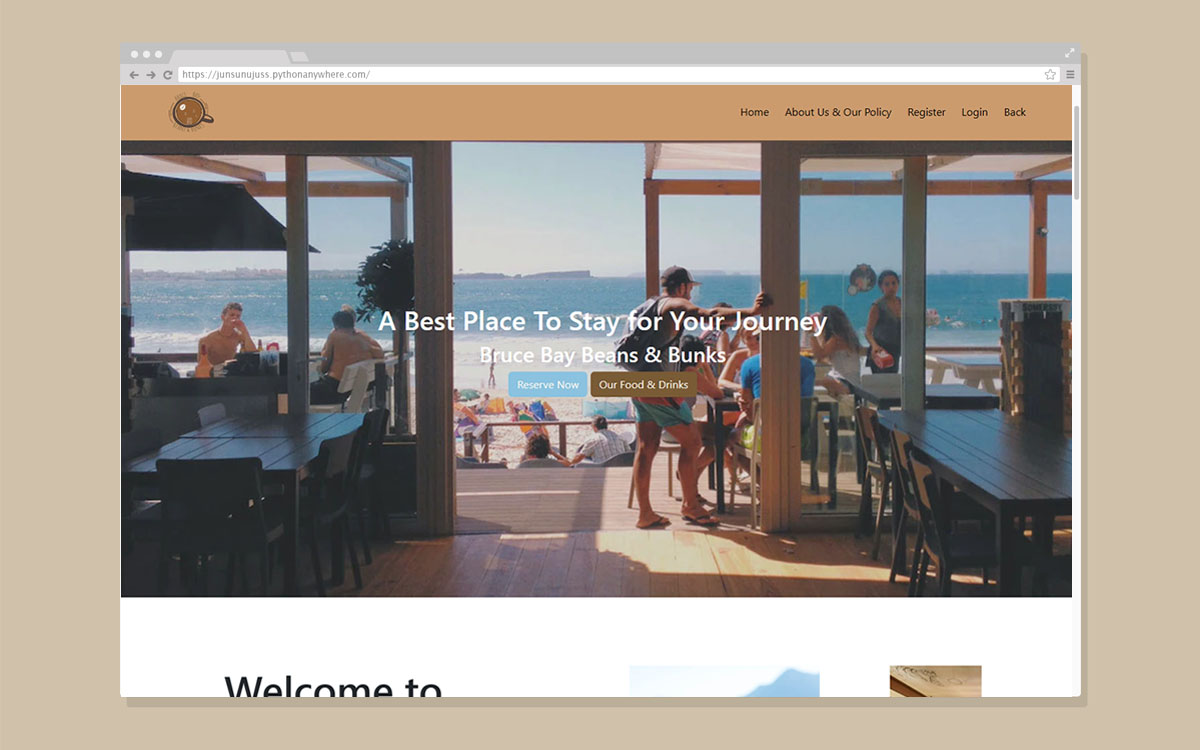 https://junsunujuss.pythonanywhere.com/
Home About Us & Our Policy Register Login Back
SOMERSBY
A Best Place To Stay for Your Journey
Bruce Bay Beans & Bunks
Reserve Now Our Food & Drinks
Welcome to